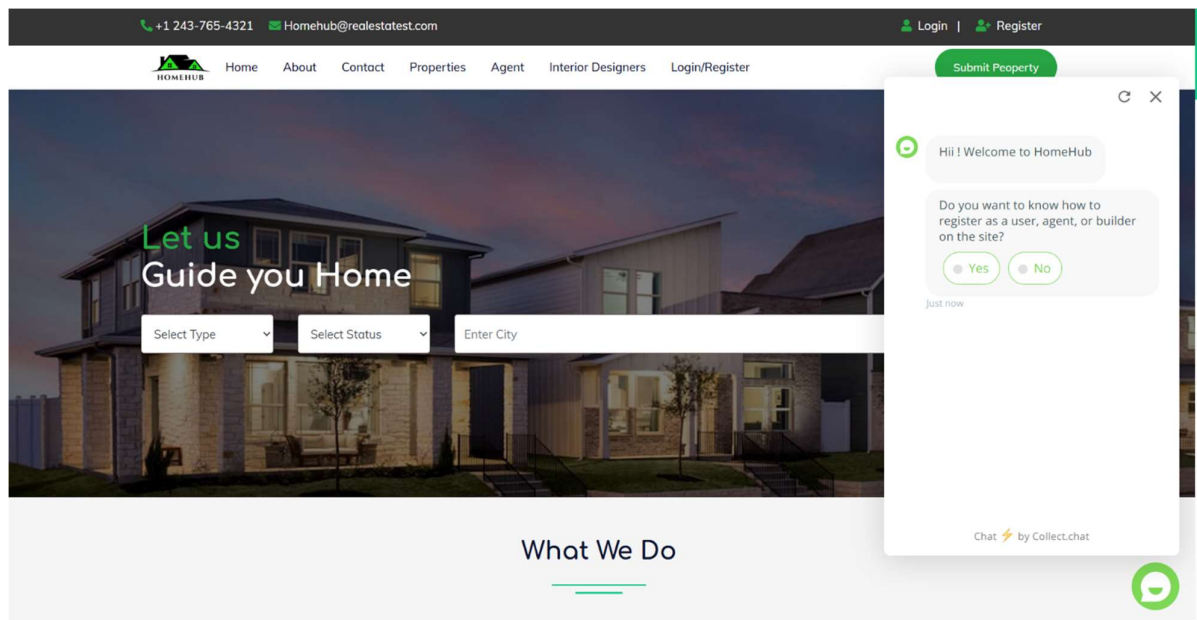 +1 243-765-4321 Homehub@realestatest.com Login | Register
HOMEHUB Home About Contact Properties Agent Interior Designers Login/Register Submit Peoperty
Let us
Guide you Home
Select Type Select Status Enter City
Hii ! Welcome to HomeHub
Do you want to know how to
register as a user, agent, or builder
on the site?
Yes No
Just now
Chat ⚡ by Collect.chat
What We Do